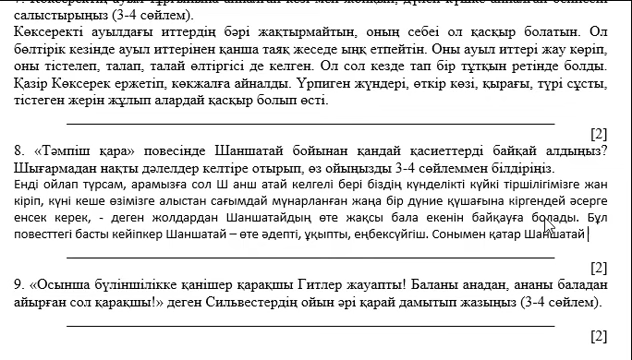 салыстырыңыз (3-4 сөйлем).
Көксеректі ауылдағы иттердің бәрі жақтырмайтын, оның себеі ол қасқыр болатын. Ол
бөлтірік кезінде ауыл иттерінен қанша таяқ жеседе ыңқ етпейтін. Оны ауыл иттері жау көріп,
оны тістелеп, талап, талай өлтіргісі де келген. Ол сол кезде тап бір тұтқын ретінде болды.
Қазір Көксерек ержетіп, көкжалға айналды. Үрпиген жүндері, өткір көзі, қырағы, түрі сұсты,
тістеген жерін жұлып алардай қасқыр болып өсті.
[2]
8. «Тәмпіш қара» повесінде Шаншатай бойынан қандай қасиеттерді байқай алдыңыз?
Шығармадан нақты дәлелдер келтіре отырып, өз ойыңызды 3-4 сөйлеммен білдіріңіз.
Енді ойлап тұрсам, арамызға сол Ш анш атай келгелі бері біздің күнделікті күйкі тіршілігімізге жан
кіріп, күні кеше өзімізге алыстан сағымдай мұнарланған жаңа бір дүние құшағына кіргендей әсерге
енсек керек, - деген жолдардан Шаншатайдың өте жақсы бала екенін байқауға болады. Бұл
повесттегі басты кейіпкер Шаншатай – өте әдепті, ұқыпты, еңбексүйгіш. Сонымен қатар Шаншатай
[2]
9. «Осынша бүліншілікке қанішер қарақшы Гитлер жауапты! Баланы анадан, ананы баладан
айырған сол қарақшы!» деген Сильвестердің ойын әрі қарай дамытып жазыңыз (3-4 сөйлем).
[2]